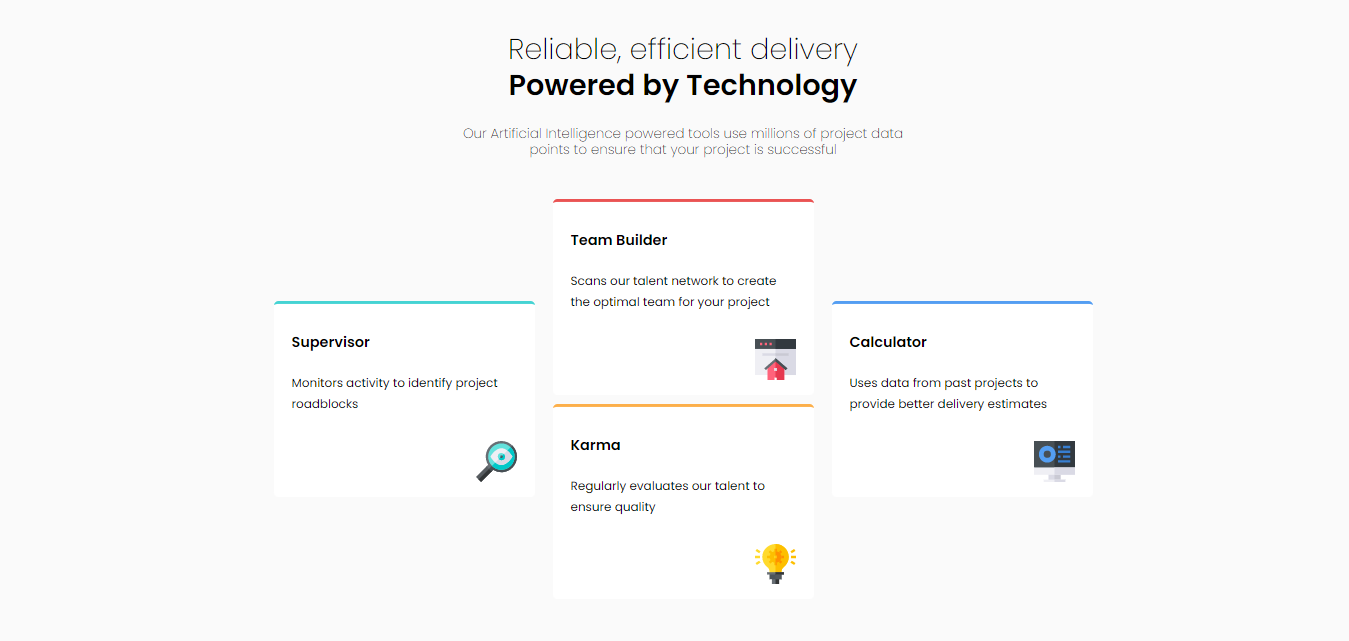 Reliable, efficient delivery
Powered by Technology
Our Artificial Intelligence powered tools use millions of project data
points to ensure that your project is successful
Supervisor
Monitors activity to identify project
roadblocks
Team Builder
Scans our talent network to create
the optimal team for your project
Karma
Regularly evaluates our talent to
ensure quality
Calculator
Uses data from past projects to
provide better delivery estimates